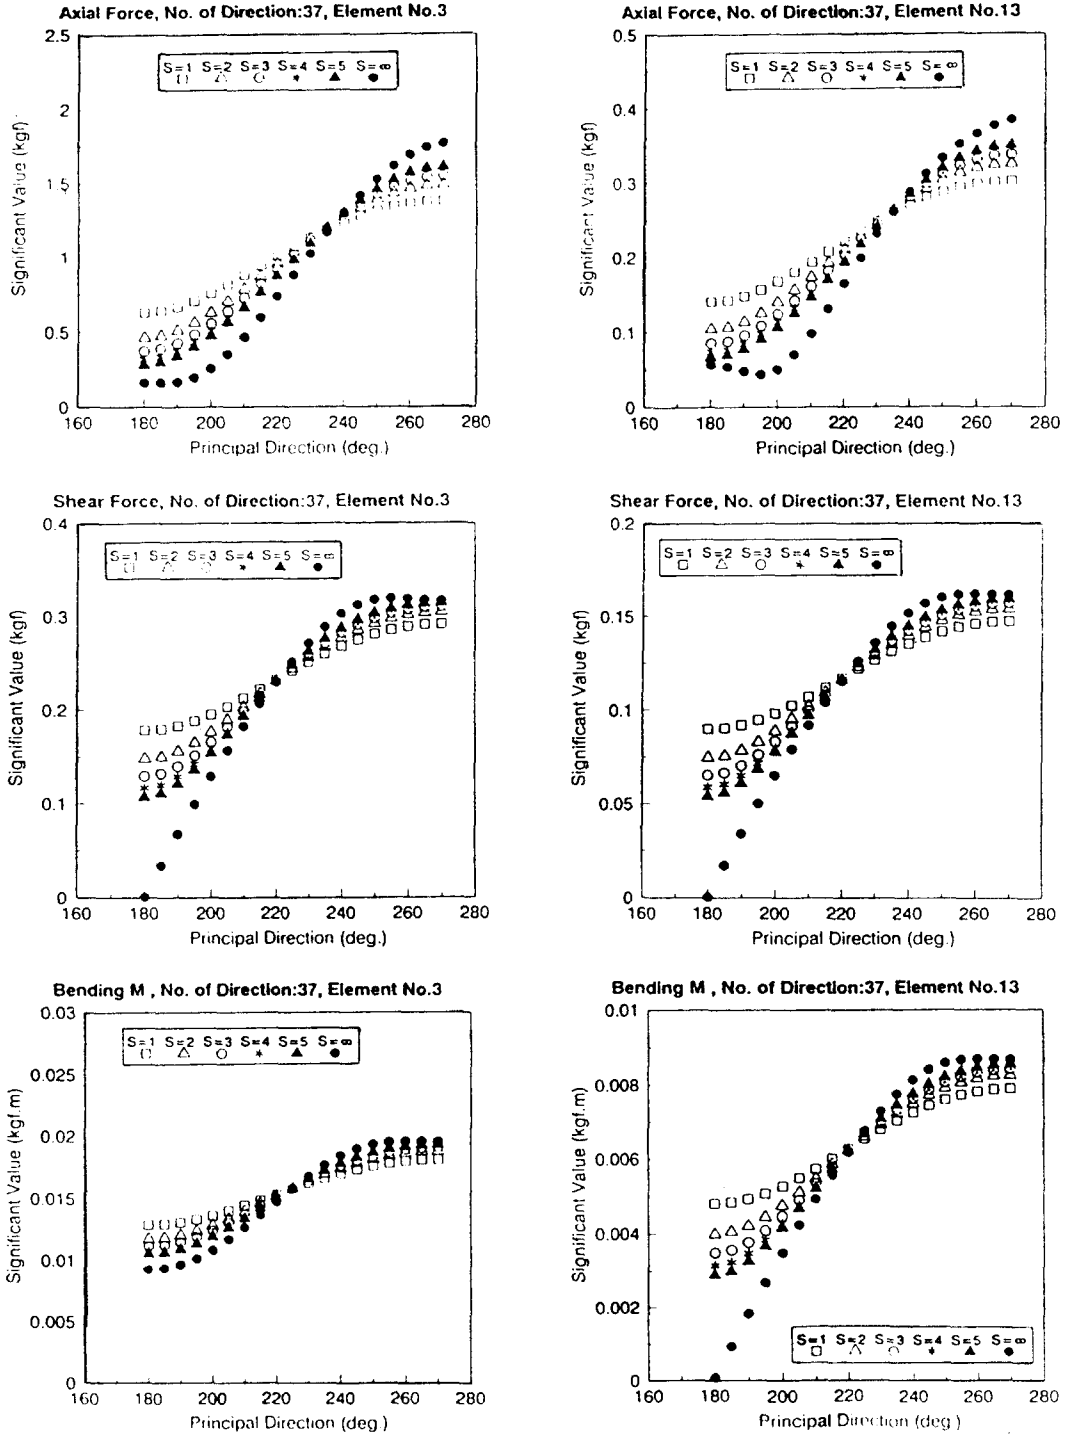 Axial Force, No. of Direction:37, Element No.3
2.5
2
1.5
1
0.5
0
S=1 S=2 S=3 S=4 S=5 S=∞
Significant Value (kgf)
160 180 200 220 240 260 280
Principal Direction (deg.)
Axial Force, No. of Direction:37, Element No.13
0.5
0.4
0.3
0.2
0.1
0
S=1 S=2 S=3 S=4 S=5 S=∞
Significant Value (kgf)
160 180 200 220 240 260 280
Principal Direction (deg.)
Shear Force, No. of Direction:37, Element No.3
0.4
0.3
0.2
0.1
0
S=1 S=2 S=3 S=4 S=5 S=∞
Significant Value (kgf)
160 180 200 220 240 260 280
Principal Direction (deg.)
Shear Force, No. of Direction:37, Element No.13
0.2
0.15
0.1
0.05
0
S=1 S=2 S=3 S=4 S=5 S=∞
Significant Value (kgf)
160 180 200 220 240 260 280
Principal Direction (deg.)
Bending M , No. of Direction:37, Element No.3
0.03
0.025
0.02
0.015
0.01
0.005
0
S=1 S=2 S=3 S=4 S=5 S=∞
Significant Value (kgf.m)
160 180 200 220 240 260 280
Principal Direction (deg.)
Bending M , No. of Direction:37, Element No.13
0.01
0.008
0.006
0.004
0.002
0
S=1 S=2 S=3 S=4 S=5 S=∞
Significant Value (kgf.m)
160 180 200 220 240 260 280
Principal Direction (deg.)